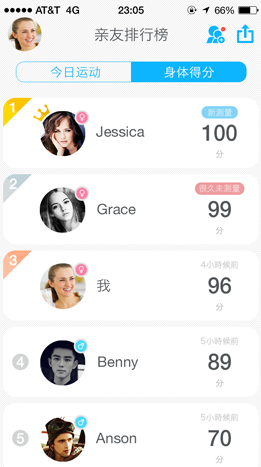 AT&T 4G 23:05 66%
亲友排行榜
今日运动 身体得分
1 Jessica 新测量 100 分
2 Grace 很久未测量 99 分
3 我 4小時候前 96 分
4 Benny 5小時候前 89 分
5 Anson 5小時候前 70 分